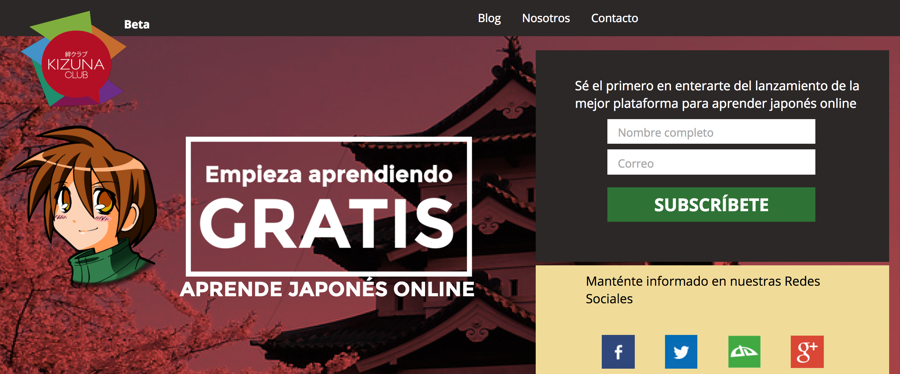 Beta
Blog
Nosotros
Contacto
絆クラブ
KIZUNA
CLUB
Empieza aprendiendo
GRATIS
APRENDE JAPONÉS ONLINE
Sé el primero en enterarte del lanzamiento de la
mejor plataforma para aprender japonés online
Nombre completo
Correo
SUBSCRÍBETE
Manténte informado en nuestras Redes
Sociales
f
g+